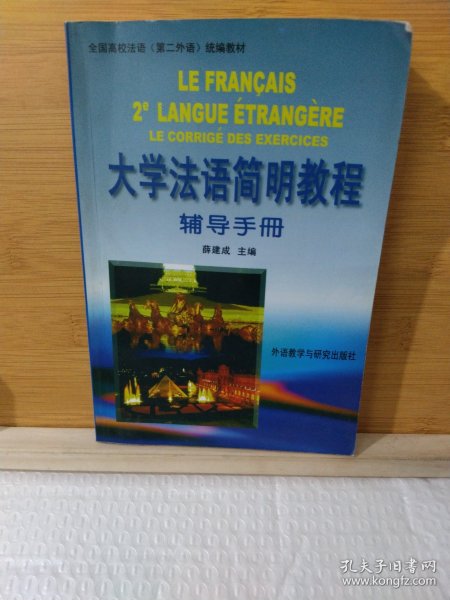 全国高校法语（第二外语）统编教材
LE FRANÇAIS
2e LANGUE ÉTRANGÈRE
LE CORRIGÉ DES EXERCICES
大学法语简明教程
辅导手册
薛建成 主编
外语教学与研究出版社
孔夫子旧书网
www.kongfz.com